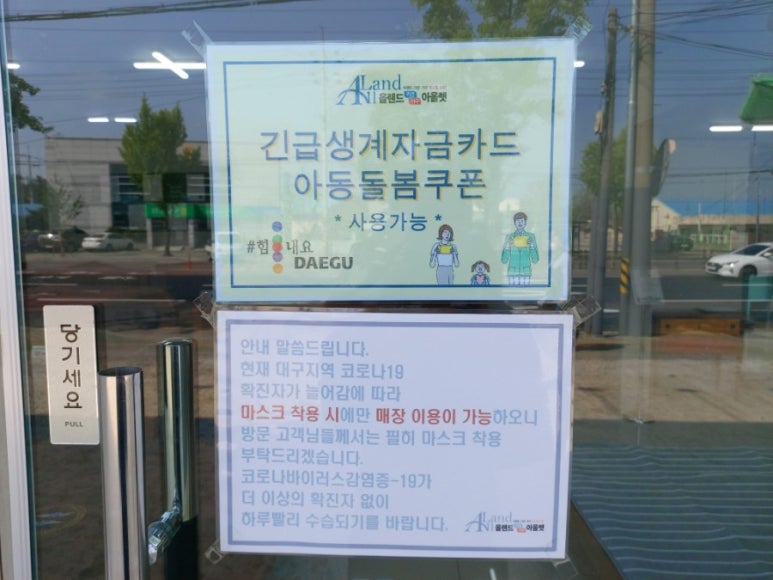 Land
올랜드 아울렛
긴급생계자금카드
아동돌봄쿠폰
* 사용가능 *
#힘내요
DAEGU
당기세요
PULL
안내 말씀드립니다.
현재 대구지역 코로나19
확진자가 늘어감에 따라
마스크 착용 시에만 매장 이용이 가능하오니
방문 고객님들께서는 필히 마스크 착용
부탁드리겠습니다.
코로나바이러스감염증-19가
더 이상의 확진자 없이
하루빨리 수습되기를 바랍니다.
Land
올랜드 아울렛